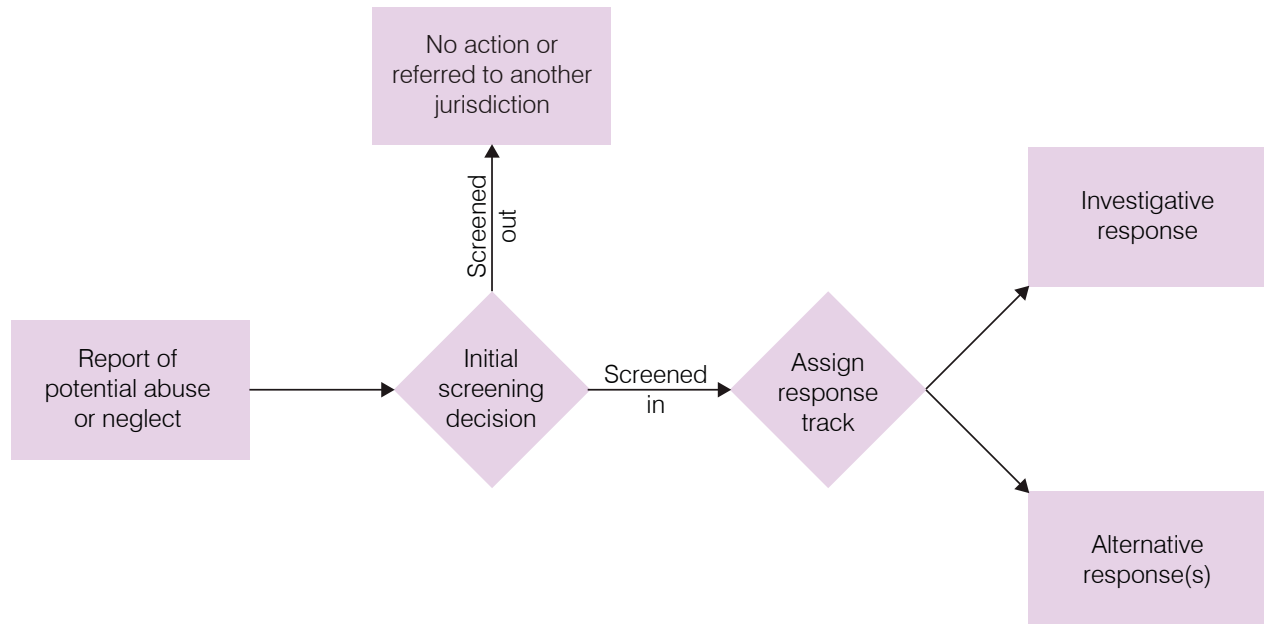 No action or
referred to another
jurisdiction
Screened
out
Report of
potential abuse
or neglect
Initial
screening
decision
Screened
in
Assign
response
track
Investigative
response
Alternative
response(s)